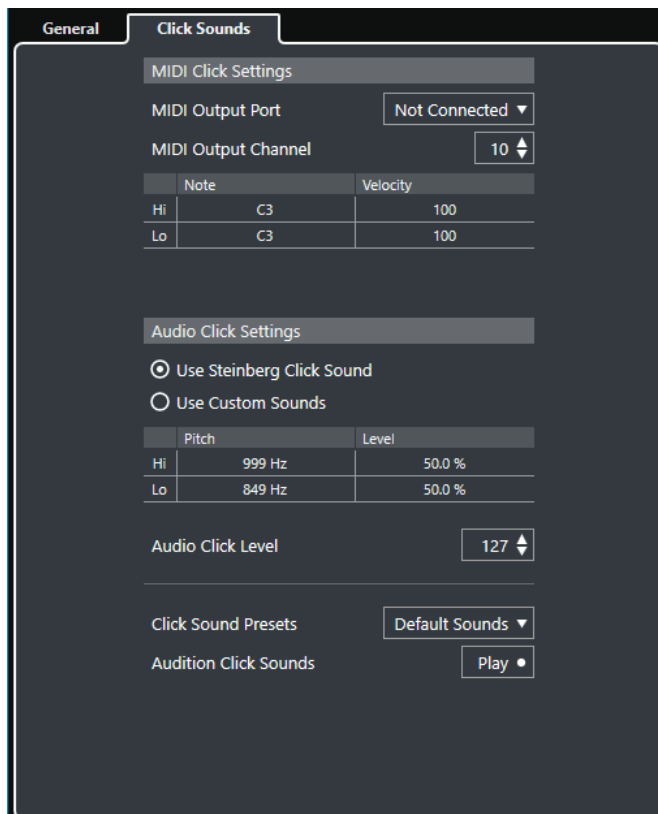 General Click Sounds
MIDI Click Settings
MIDI Output Port Not Connected
MIDI Output Channel 10
Note Velocity
Hi C3 100
Lo C3 100
Audio Click Settings
Use Steinberg Click Sound
Use Custom Sounds
Pitch Level
Hi 999 Hz 50.0 %
Lo 849 Hz 50.0 %
Audio Click Level 127
Click Sound Presets Default Sounds
Audition Click Sounds Play